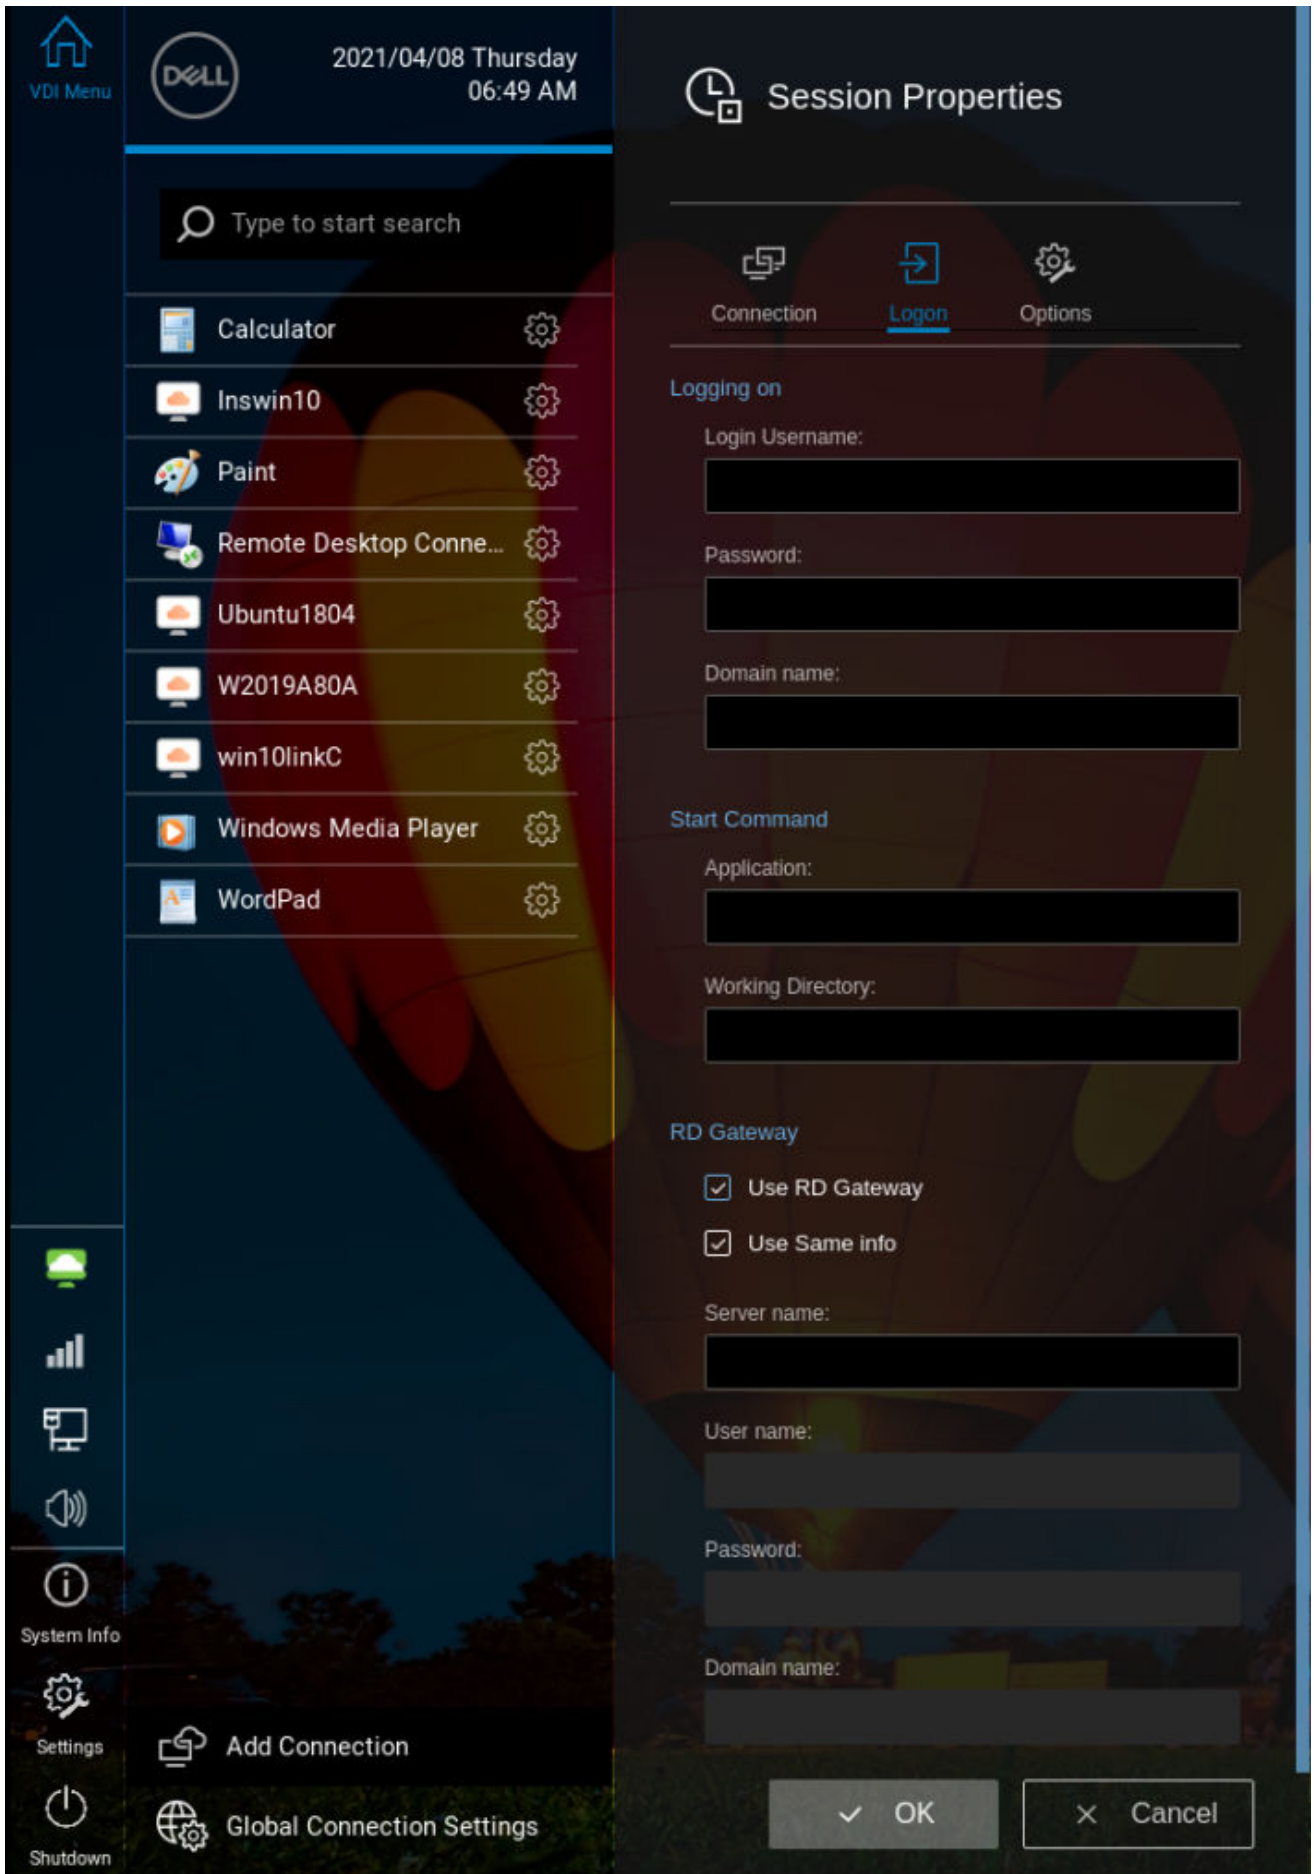 VDI Menu
DELL
2021/04/08 Thursday
06:49 AM
Type to start search
Calculator
Inswin10
Paint
Remote Desktop Conne...
Ubuntu1804
W2019A80A
win10linkC
Windows Media Player
WordPad
System Info
Settings
Shutdown
Add Connection
Global Connection Settings
Session Properties
Connection
Logon
Options
Logging on
Login Username:
Password:
Domain name:
Start Command
Application:
Working Directory:
RD Gateway
Use RD Gateway
Use Same info
Server name:
User name:
Password:
Domain name:
OK
Cancel